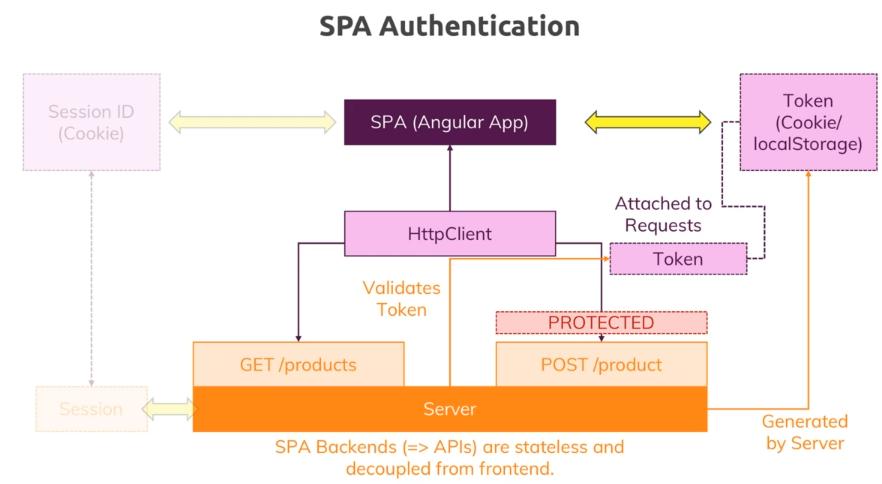 SPA Authentication
Session ID
(Cookie)
SPA (Angular App)
Token
(Cookie/
localStorage)
Attached to
Requests
HttpClient
Token
Validates
Token
PROTECTED
GET /products
POST /product
Session
Server
Generated
by Server
SPA Backends (=> APIs) are stateless and
decoupled from frontend.